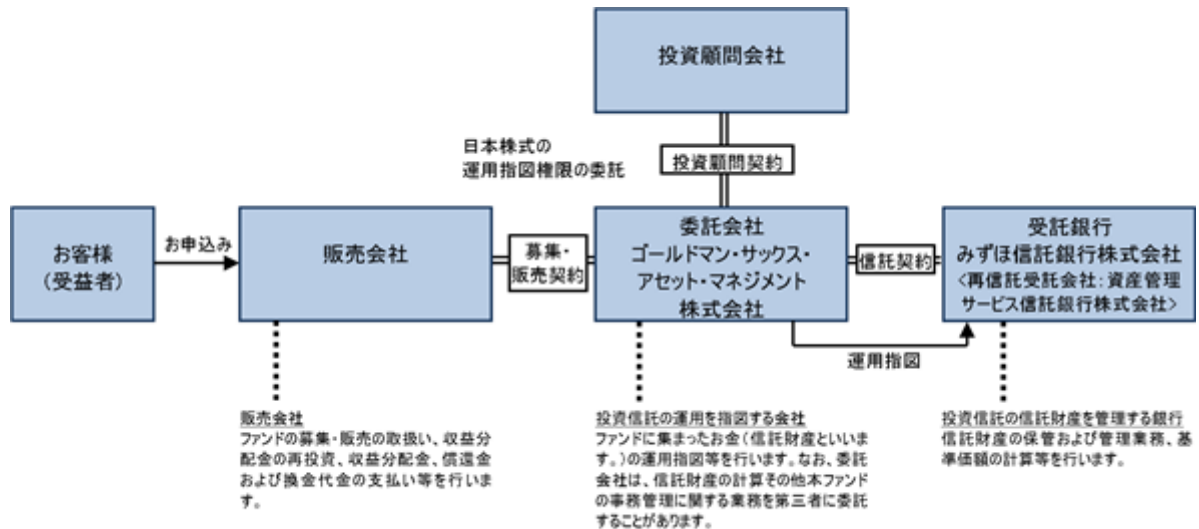 投資顧問会社
日本株式の
運用指図権限の委託
投資顧問契約
お客様
（受益者）
お申込み
販売会社
募集・
販売契約
委託会社
ゴールドマン・サックス・
アセット・マネジメント
株式会社
信託契約
受託銀行
みずほ信託銀行株式会社
＜再信託受託会社：資産管理
サービス信託銀行株式会社＞
運用指図
販売会社
ファンドの募集・販売の取扱い、収益分
配金の再投資、収益分配金、償還金
および換金代金の支払い等を行いま
す。
投資信託の運用を指図する会社
ファンドに集まったお金（信託財産といいま
す。）の運用指図等を行います。なお、委託
会社は、信託財産の計算その他本ファンド
の事務管理に関する業務を第三者に委託
することがあります。
投資信託の信託財産を管理する銀行
信託財産の保管および管理業務、基
準価額の計算等を行います。